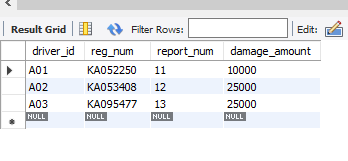 Result Grid Filter Rows: Edit:
driver_id reg_num report_num damage_amount
A01 KA052250 11 10000
A02 KA053408 12 25000
A03 KA095477 13 25000
NULL NULL NULL NULL